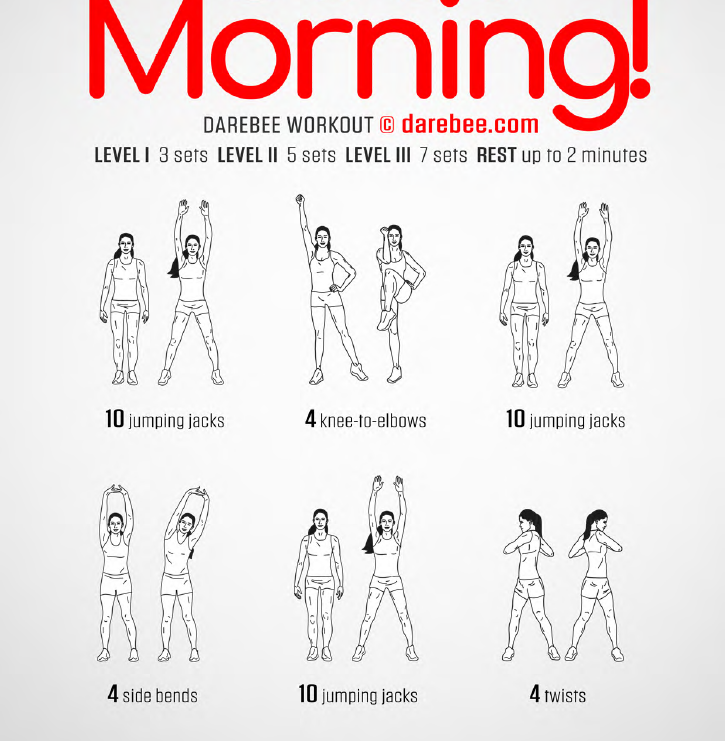 Morning!
DAREBEE WORKOUT © darebee.com
LEVEL I 3 sets LEVEL II 5 sets LEVEL III 7 sets REST up to 2 minutes
10 jumping jacks
4 knee-to-elbows
10 jumping jacks
4 side bends
10 jumping jacks
4 twists